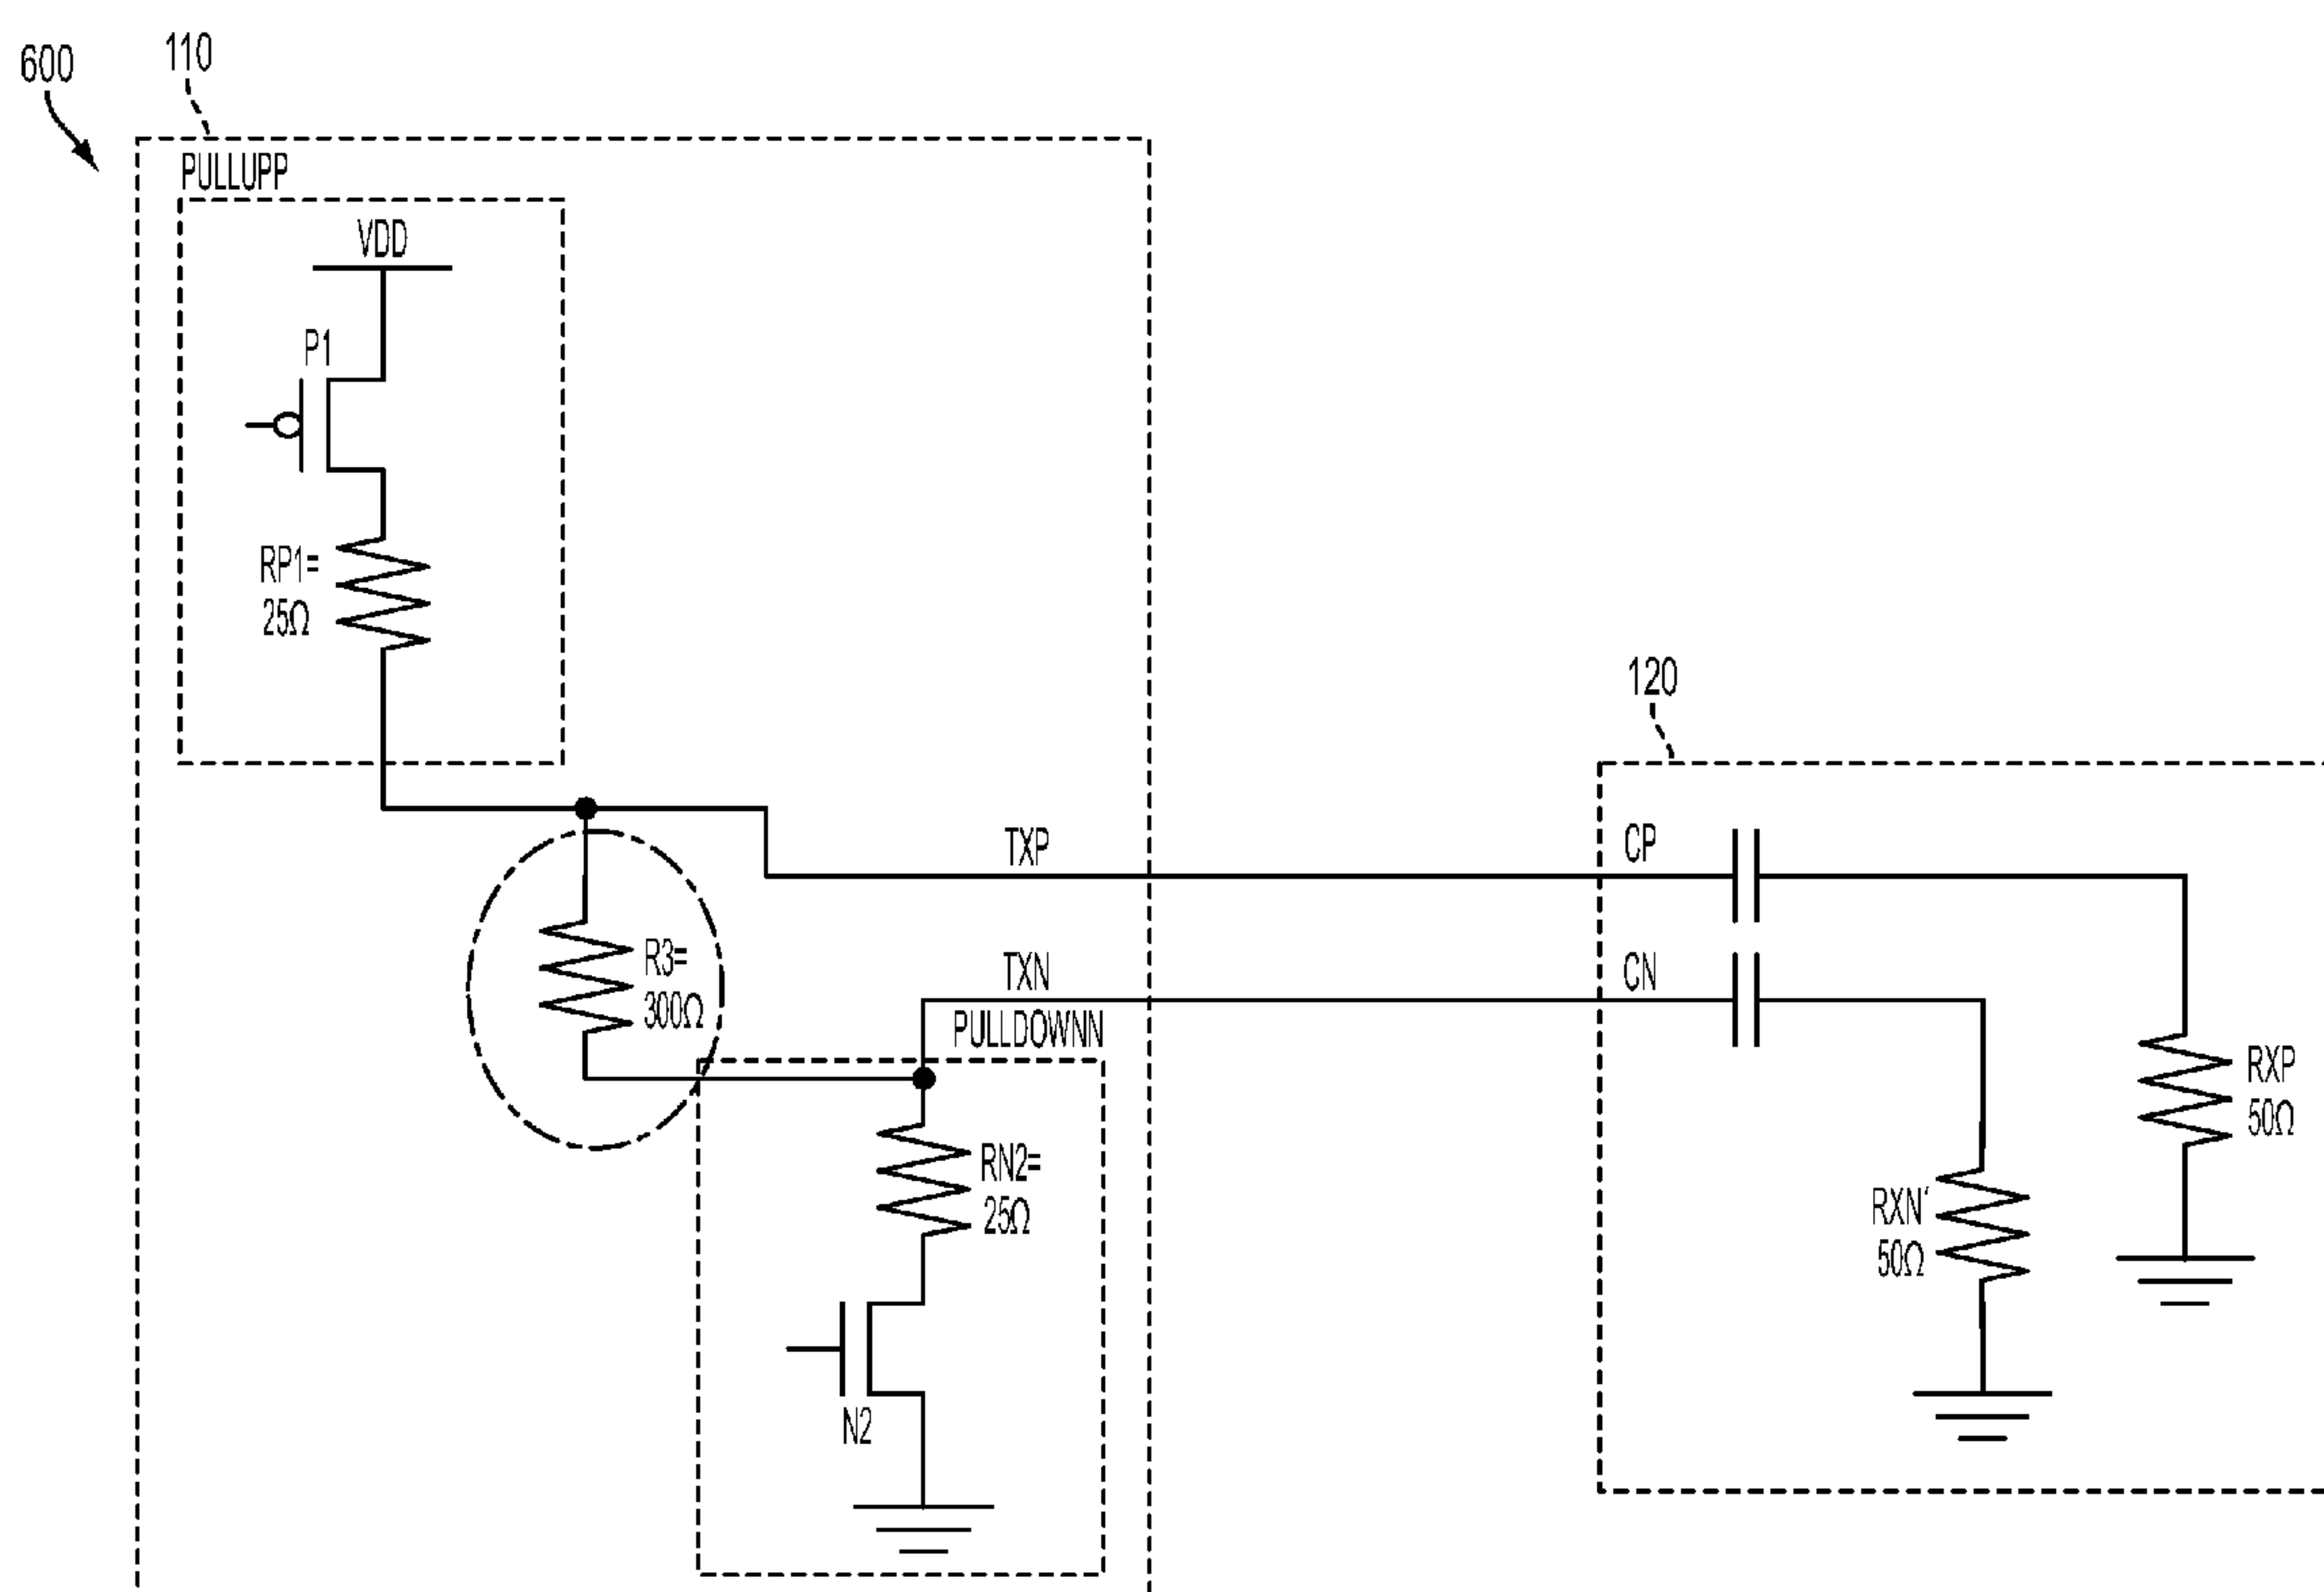 600
110
PULLUPP
VDD
P1
RP1=
25Ω
120
TXP
CP
R3=
300Ω
TXN
CN
PULLDOWNN
RXP
50Ω
RN2=
25Ω
RXN'
50Ω
N2